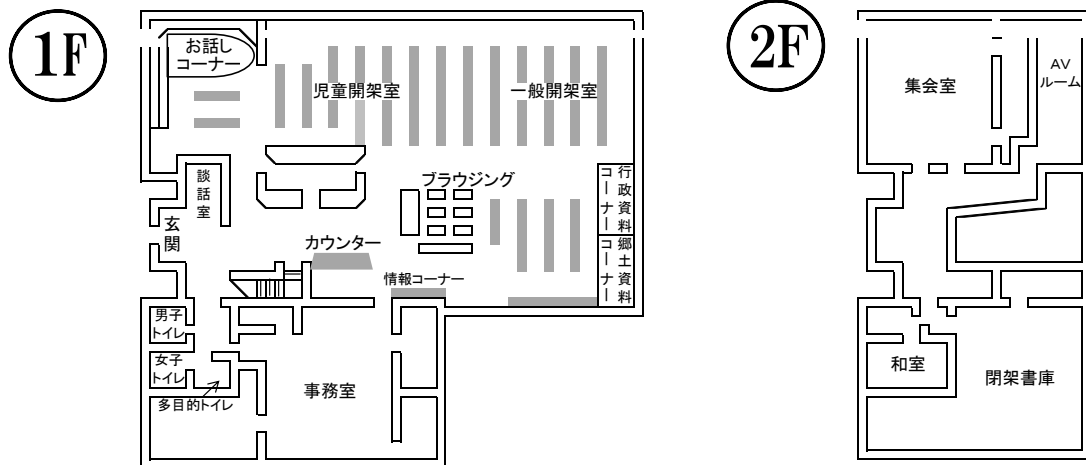 1F
お話し
コーナー
児童開架室
一般開架室
談話室
ブラウジング
行政資料
コーナー
玄関
カウンター
情報コーナー
郷土資料
コーナー
男子
トイレ
女子
トイレ
多目的トイレ
事務室
2F
集会室
AV
ルーム
和室
閉架書庫